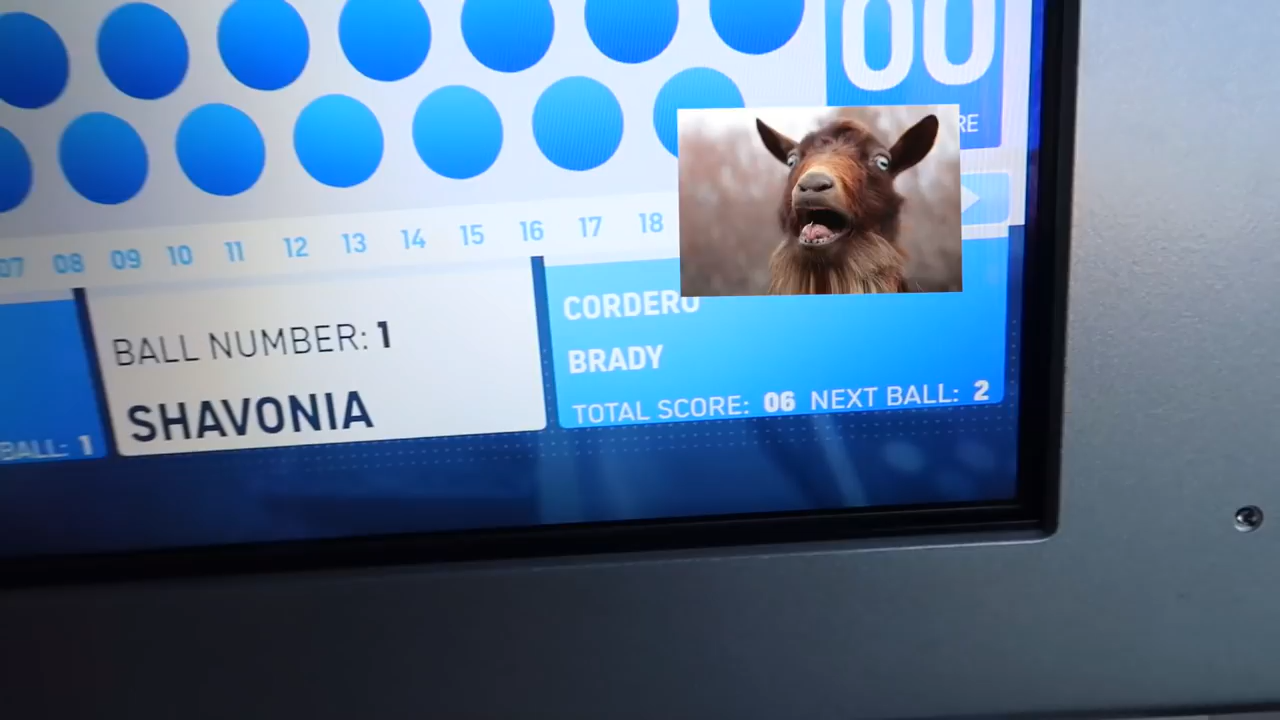 00
RE
07 08 09 10 11 12 13 14 15 16 17 18
BALL NUMBER: 1
SHAVONIA
BALL: 1
CORDERO
BRADY
TOTAL SCORE: 06 NEXT BALL: 2